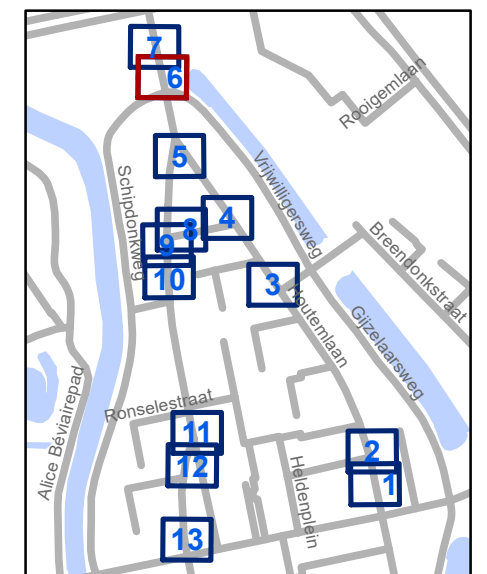 7
6
Rooigemlaan
5
Vrijwilligersweg
Schipdonkweg
4
8
9
Breendonkstraat
10
3
Houtemlaan
Gijzelaarsweg
Alice Béviairepad
Ronselestraat
11
2
12
1
Heldenplein
13